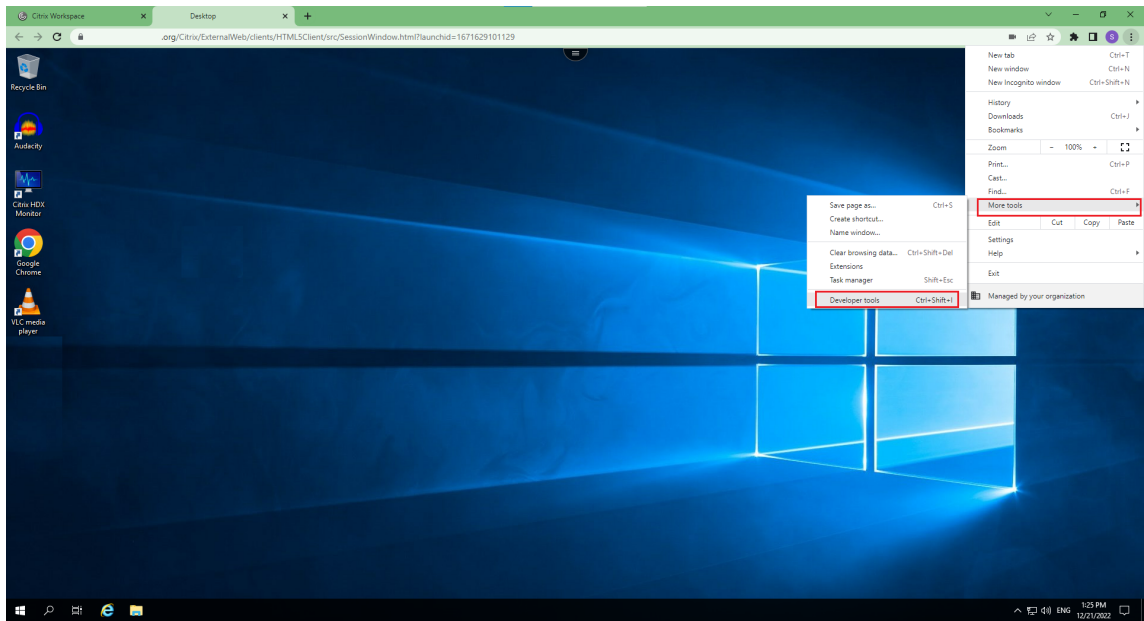 Citrix Workspace
Desktop
.org/Citrix/ExternalWeb/clients/HTML5Client/src/SessionWindow.html?launchid=1671629101129
S
Recycle Bin
Audacity
Citrix HDX
Monitor
Google
Chrome
VLC media
player
New tab Ctrl+T
New window Ctrl+N
New Incognito window Ctrl+Shift+N
History
Downloads Ctrl+J
Bookmarks
Zoom - 100% +
Print... Ctrl+P
Cast...
Find... Ctrl+F
More tools
Edit Cut Copy Paste
Settings
Help
Exit
Managed by your organization
Save page as... Ctrl+S
Create shortcut...
Name window...
Clear browsing data... Ctrl+Shift+Del
Extensions
Task manager Shift+Esc
Developer tools Ctrl+Shift+I
ENG
1:25 PM
12/21/2022